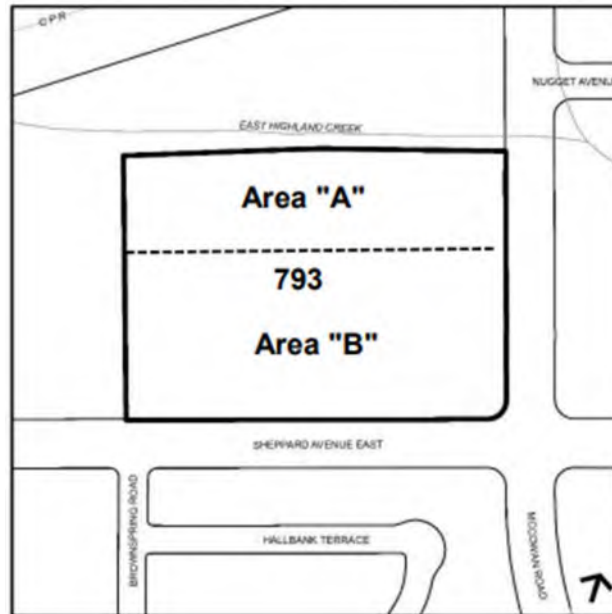 CPR
NUGGET AVENUE
EAST HIGHLAND CREEK
Area "A"
793
Area "B"
SHEPPARD AVENUE EAST
BROWNSPRING ROAD
HALLBANK TERRACE
MCCOWAN ROAD